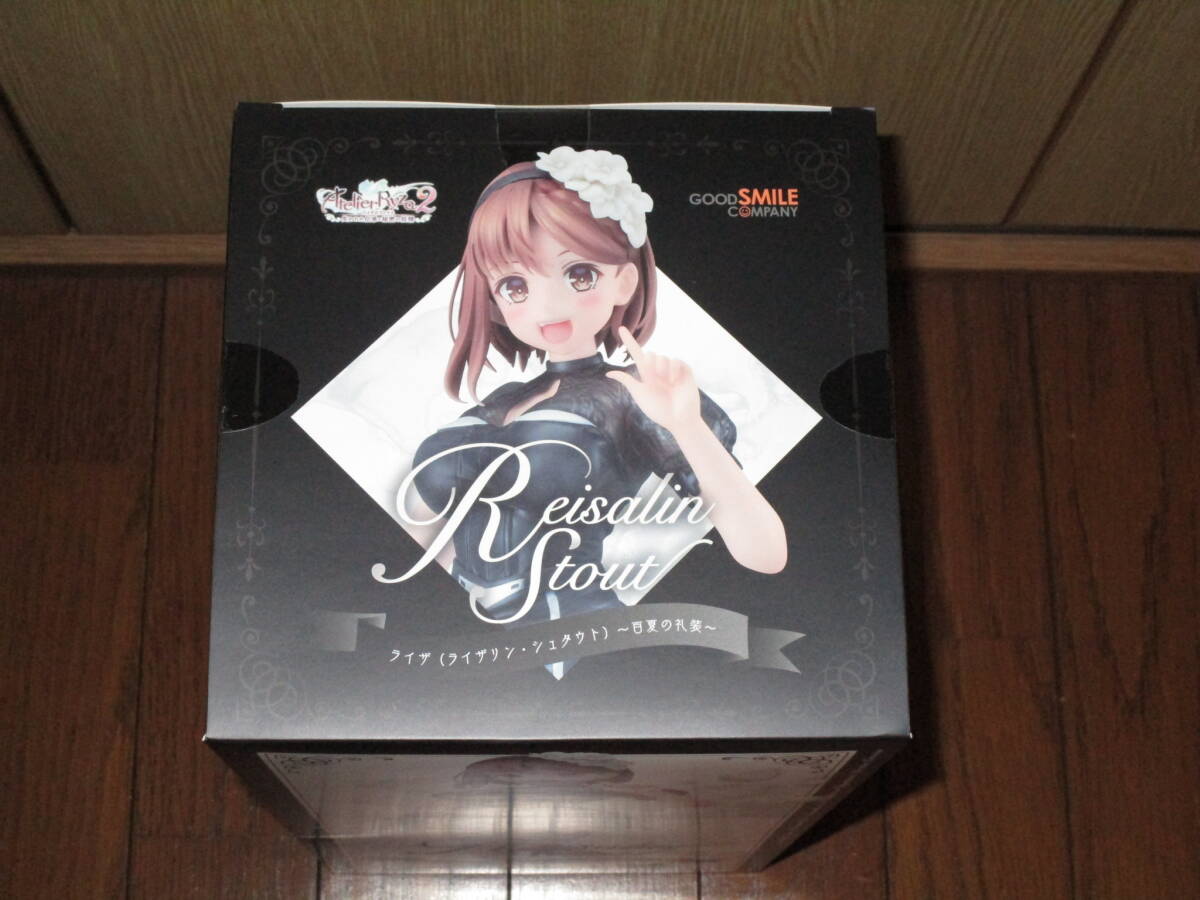 Atelier Ryza 2
GOOD SMILE
COMPANY
Reisalin
Stout
ライザ(ライザリン・シュタウト)～百夏の礼装～